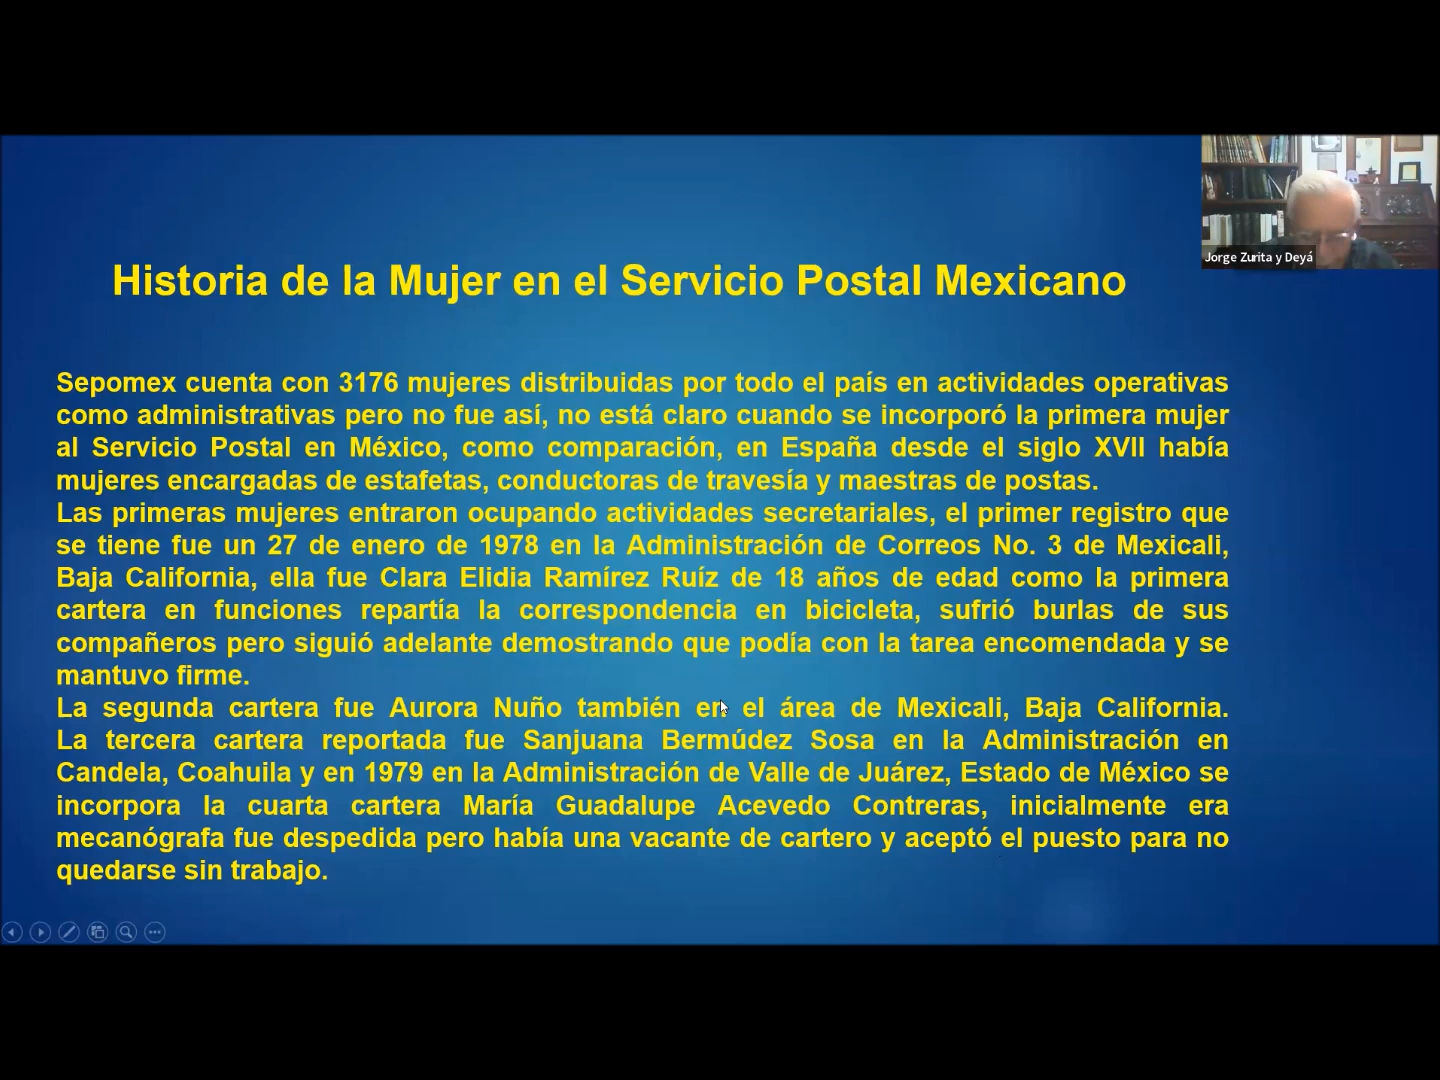 Jorge Zurita y Deyá
Historia de la Mujer en el Servicio Postal Mexicano
Sepomex cuenta con 3176 mujeres distribuidas por todo el país en actividades operativas
como administrativas pero no fue así, no está claro cuando se incorporó la primera mujer
al Servicio Postal en México, como comparación, en España desde el siglo XVII había
mujeres encargadas de estafetas, conductoras de travesía y maestras de postas.
Las primeras mujeres entraron ocupando actividades secretariales, el primer registro que
se tiene fue un 27 de enero de 1978 en la Administración de Correos No. 3 de Mexicali,
Baja California, ella fue Clara Elidia Ramírez Ruíz de 18 años de edad como la primera
cartera en funciones repartía la correspondencia en bicicleta, sufrió burlas de sus
compañeros pero siguió adelante demostrando que podía con la tarea encomendada y se
mantuvo firme.
La segunda cartera fue Aurora Nuño también en el área de Mexicali, Baja California.
La tercera cartera reportada fue Sanjuana Bermúdez Sosa en la Administración en
Candela, Coahuila y en 1979 en la Administración de Valle de Juárez, Estado de México se
incorpora la cuarta cartera María Guadalupe Acevedo Contreras, inicialmente era
mecanógrafa fue despedida pero había una vacante de cartero y aceptó el puesto para no
quedarse sin trabajo.